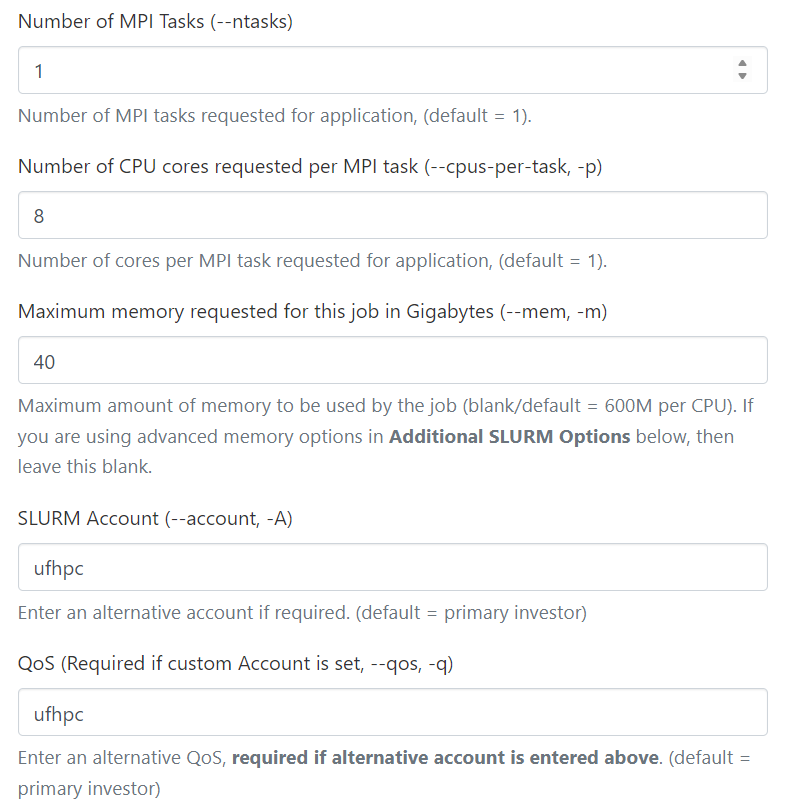 Number of MPI Tasks (--ntasks)
1
Number of MPI tasks requested for application, (default = 1).
Number of CPU cores requested per MPI task (--cpus-per-task, -p)
8
Number of cores per MPI task requested for application, (default = 1).
Maximum memory requested for this job in Gigabytes (--mem, -m)
40
Maximum amount of memory to be used by the job (blank/default = 600M per CPU). If
you are using advanced memory options in Additional SLURM Options below, then
leave this blank.
SLURM Account (--account, -A)
ufhpc
Enter an alternative account if required. (default = primary investor)
QoS (Required if custom Account is set, --qos, -q)
ufhpc
Enter an alternative QoS, required if alternative account is entered above. (default =
primary investor)